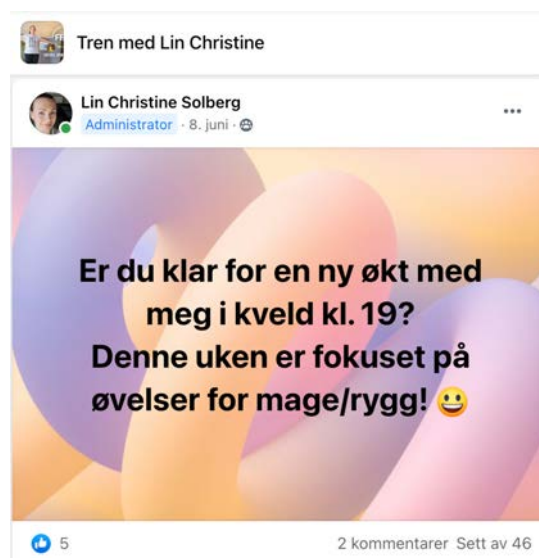 Tren med Lin Christine
Lin Christine Solberg
Administrator · 8. juni ·
Er du klar for en ny økt med
meg i kveld kl. 19?
Denne uken er fokuset på
øvelser for mage/rygg! 😃
5
2 kommentarer Sett av 46